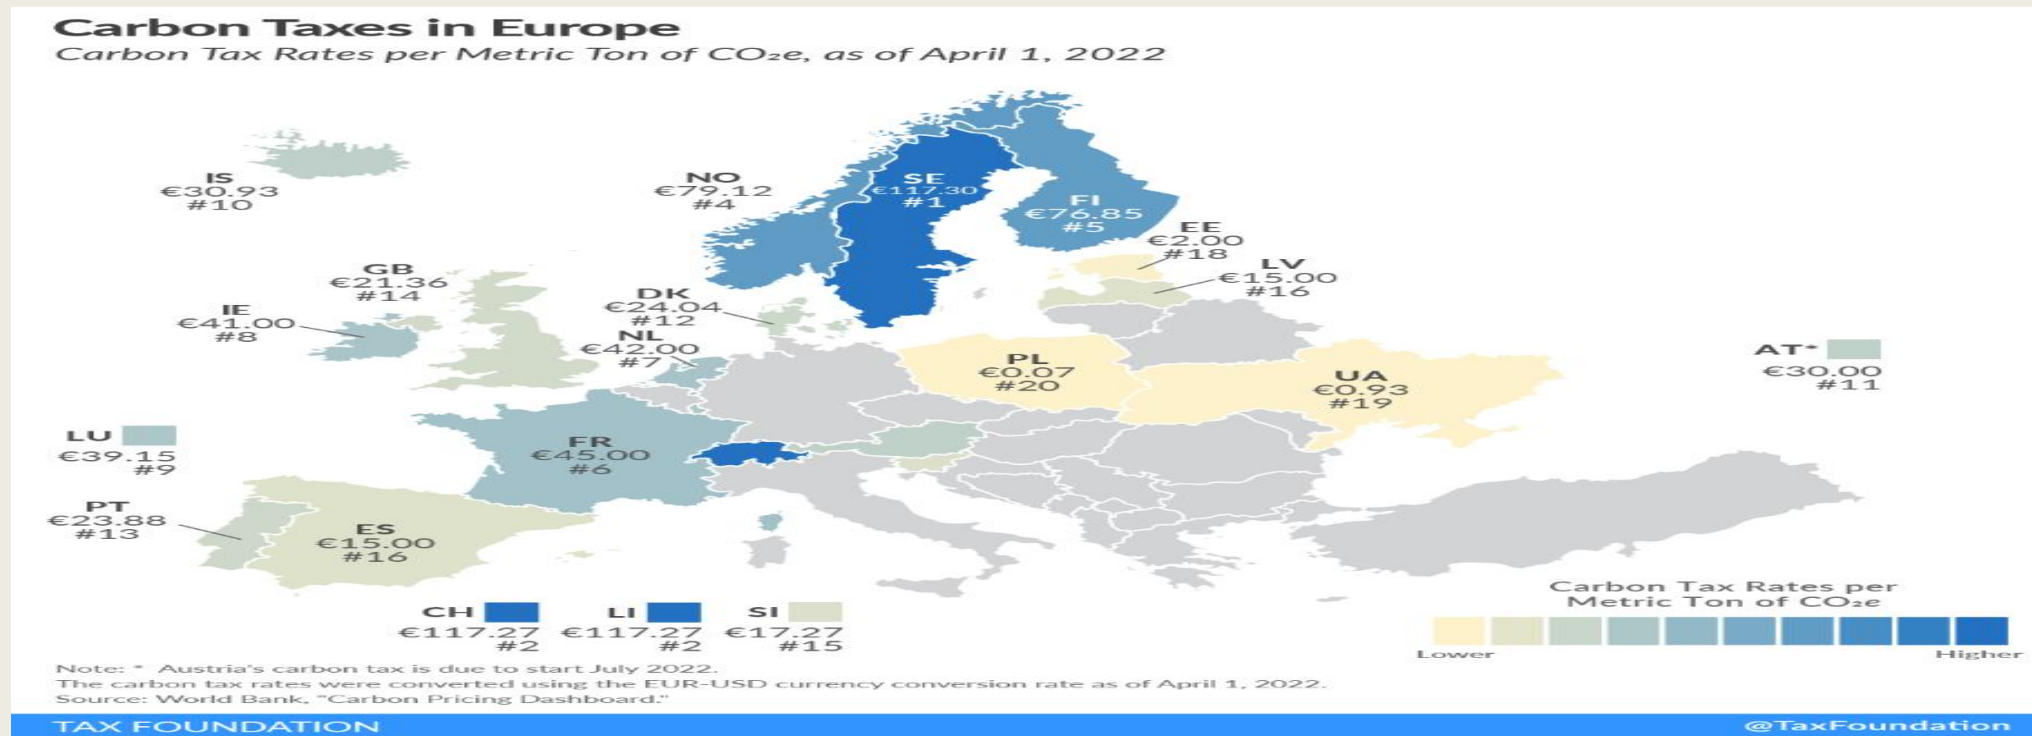 Carbon Taxes in Europe
Carbon Tax Rates per Metric Ton of CO₂e, as of April 1, 2022
IS
€30.93
#10
NO
€79.12
#4
SE
€117.30
#1
FI
€76.85
#5
EE
€2.00
#18
LV
€15.00
#16
GB
€21.36
#14
IE
€41.00
#8
DK
€24.04
#12
NL
€42.00
#7
PL
€0.07
#20
UA
€0.93
#19
AT*
€30.00
#11
LU
€39.15
#9
FR
€45.00
#6
PT
€23.88
#13
ES
€15.00
#16
CH
€117.27
#2
LI
€117.27
#2
SI
€17.27
#15
Carbon Tax Rates per
Metric Ton of CO₂e
Lower
Higher
Note: * Austria's carbon tax is due to start July 2022.
The carbon tax rates were converted using the EUR-USD currency conversion rate as of April 1, 2022.
Source: World Bank, "Carbon Pricing Dashboard."
TAX FOUNDATION
@TaxFoundation